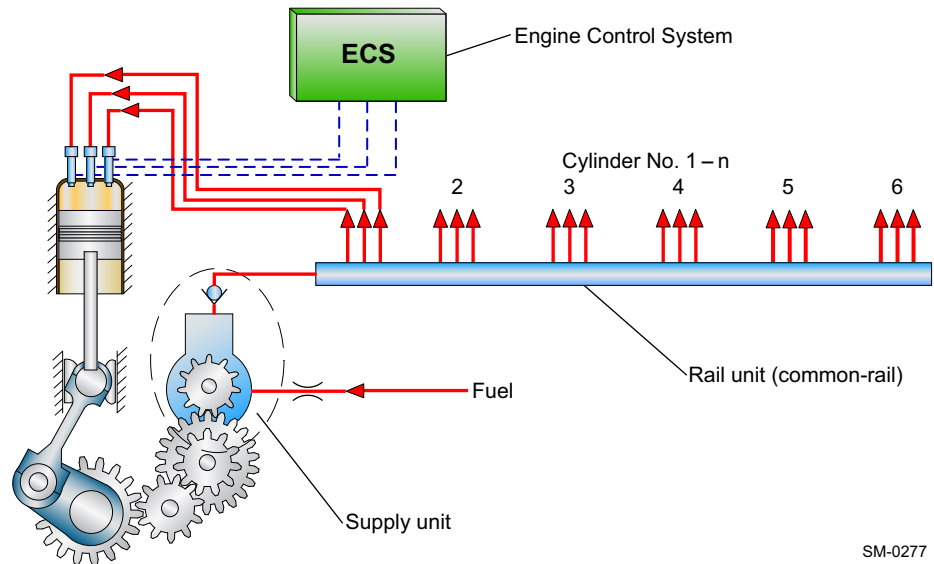 ECS
Engine Control System
Cylinder No. 1 – n
2
3
4
5
6
Rail unit (common-rail)
Fuel
Supply unit
SM-0277